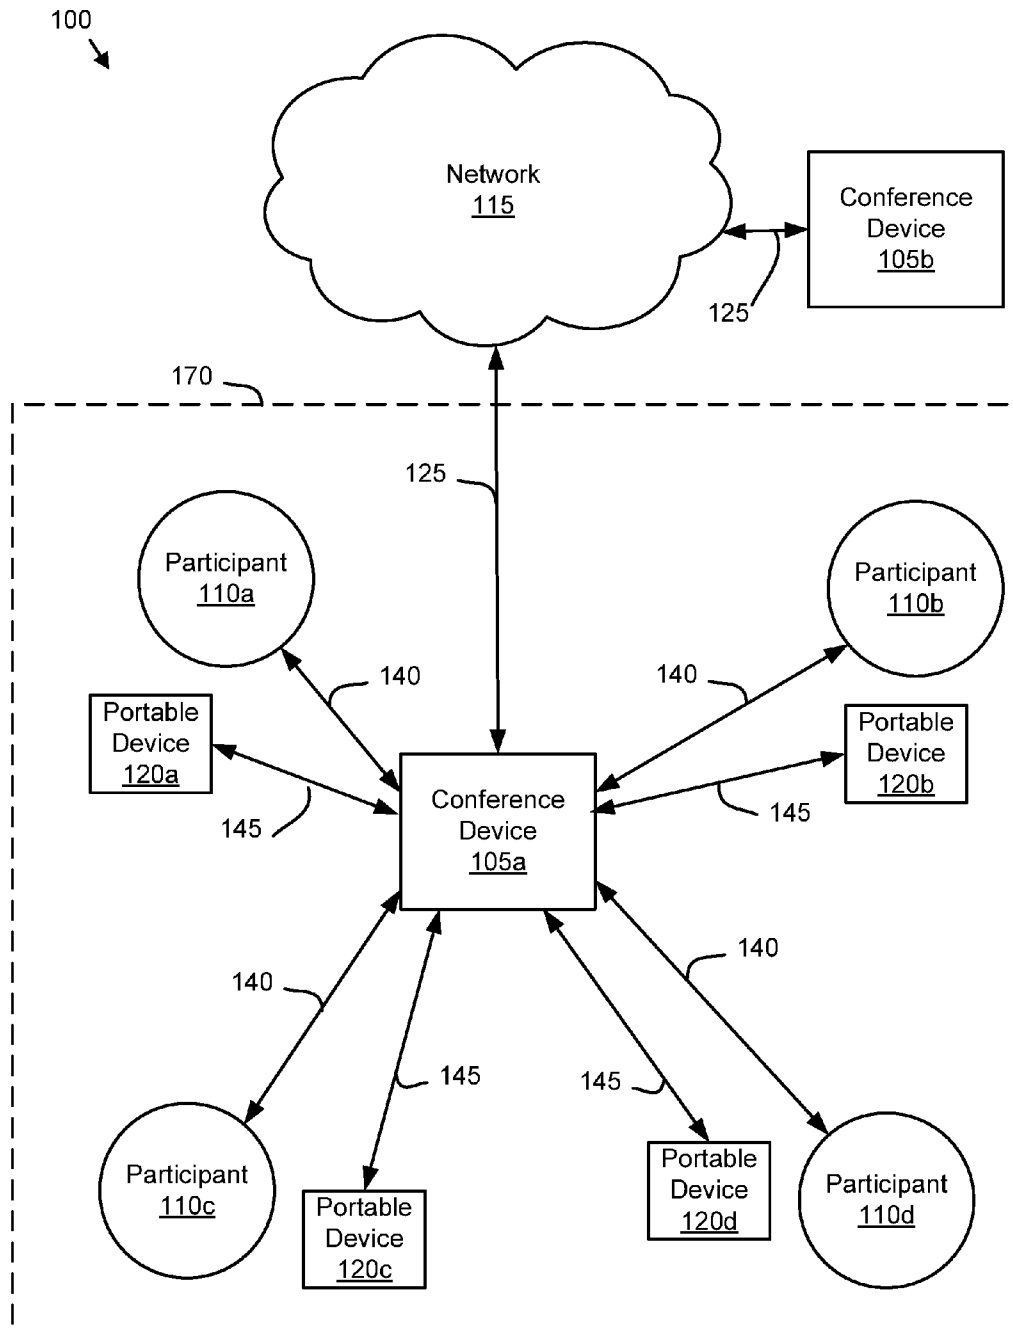 100
Network
115
Conference
Device
105b
125
170
125
Participant
110a
Participant
110b
140
140
Portable
Device
120a
Portable
Device
120b
Conference
Device
105a
145
145
140
140
145
145
Participant
110c
Portable
Device
120c
Portable
Device
120d
Participant
110d